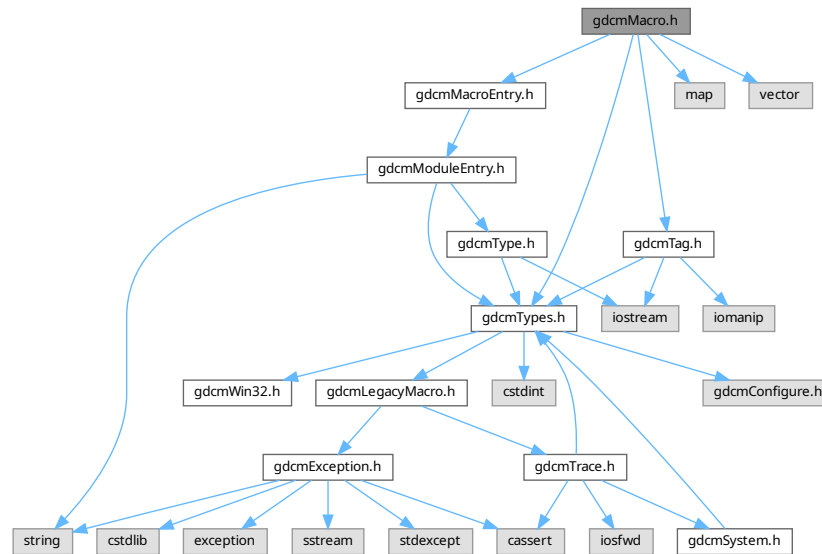 gdcmMacro.h
gdcmMacroEntry.h
map
vector
gdcmModuleEntry.h
gdcmType.h
gdcmTag.h
gdcmTypes.h
iostream
iomanip
gdcmWin32.h
gdcmLegacyMacro.h
cstdint
gdcmConfigure.h
gdcmException.h
gdcmTrace.h
string
cstdlib
exception
sstream
stdexcept
cassert
iosfwd
gdcmSystem.h